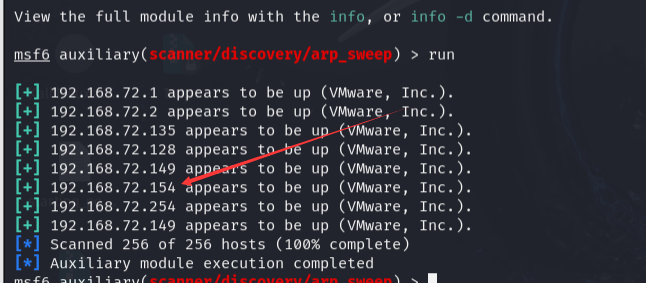 View the full module info with the info, or info -d command.
msf6 auxiliary(scanner/discovery/arp_sweep) > run
[+] 192.168.72.1 appears to be up (VMware, Inc.).
[+] 192.168.72.2 appears to be up (VMware, Inc.).
[+] 192.168.72.135 appears to be up (VMware, Inc.).
[+] 192.168.72.128 appears to be up (VMware, Inc.).
[+] 192.168.72.149 appears to be up (VMware, Inc.).
[+] 192.168.72.154 appears to be up (VMware, Inc.).
[+] 192.168.72.254 appears to be up (VMware, Inc.).
[+] 192.168.72.149 appears to be up (VMware, Inc.).
[*] Scanned 256 of 256 hosts (100% complete)
[*] Auxiliary module execution completed
msf6 auxiliary(scanner/discovery/arp_sweep) >